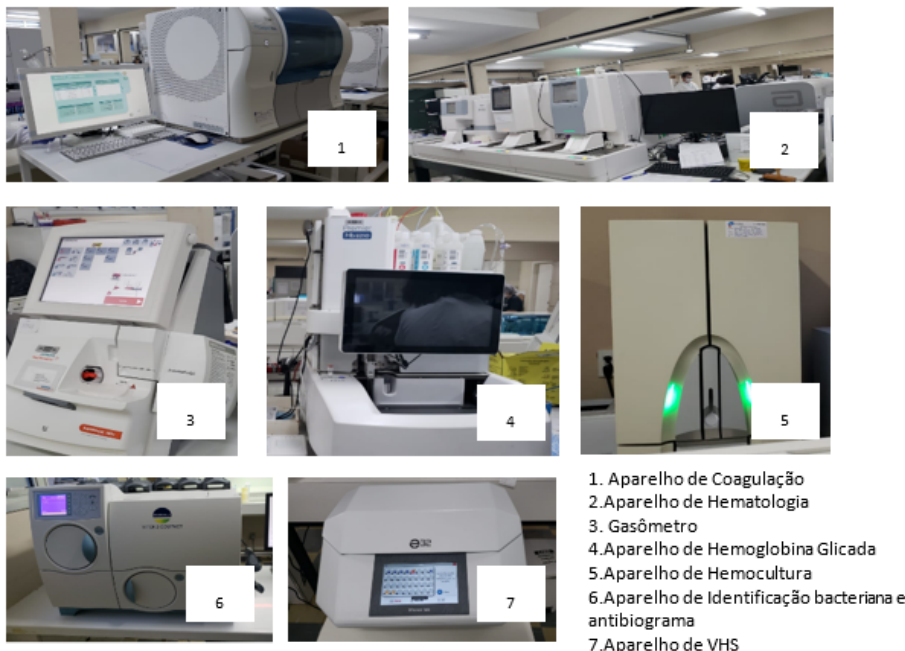 1
2
3
4
5
6
7
e32
1. Aparelho de Coagulação
2.Aparelho de Hematologia
3. Gasômetro
4.Aparelho de Hemoglobina Glicada
5.Aparelho de Hemocultura
6.Aparelho de Identificação bacteriana e
antibiograma
7.Aparelho de VHS